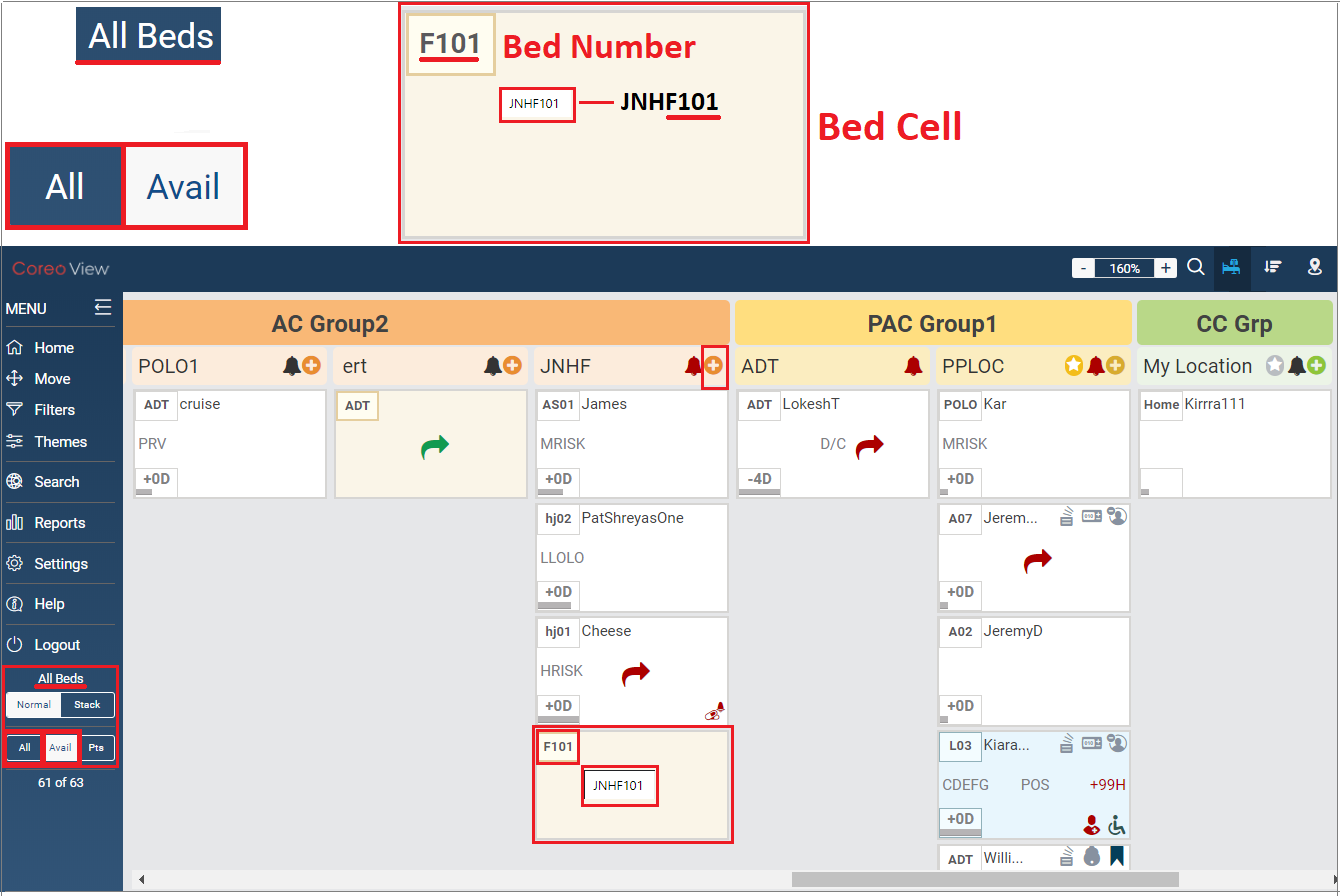 All Beds
F101 Bed Number
JNHF101 JNHF101
Bed Cell
All Avail
Coreo View
- 160% +
MENU
Home
Move
Filters
Themes
Search
Reports
Settings
Help
Logout
All Beds
Normal Stack
All Avail Pts
61 of 63
AC Group2 PAC Group1 CC Grp
POLO1 ert JNHF ADT PPLOC My Location
ADT cruise
PRV
+0D
ADT
AS01 James
MRISK
+0D
hj02 PatShreyasOne
LLOLO
+0D
hj01 Cheese
HRISK
+0D
F101
JNHF101
ADT LokeshT
D/C
-4D
POLO Kar
MRISK
+0D
A07 Jerem...
+0D
A02 JeremyD
+0D
L03 Kiara...
CDEFG POS +99H
+0D
ADT Willi...
Home Kirrra111